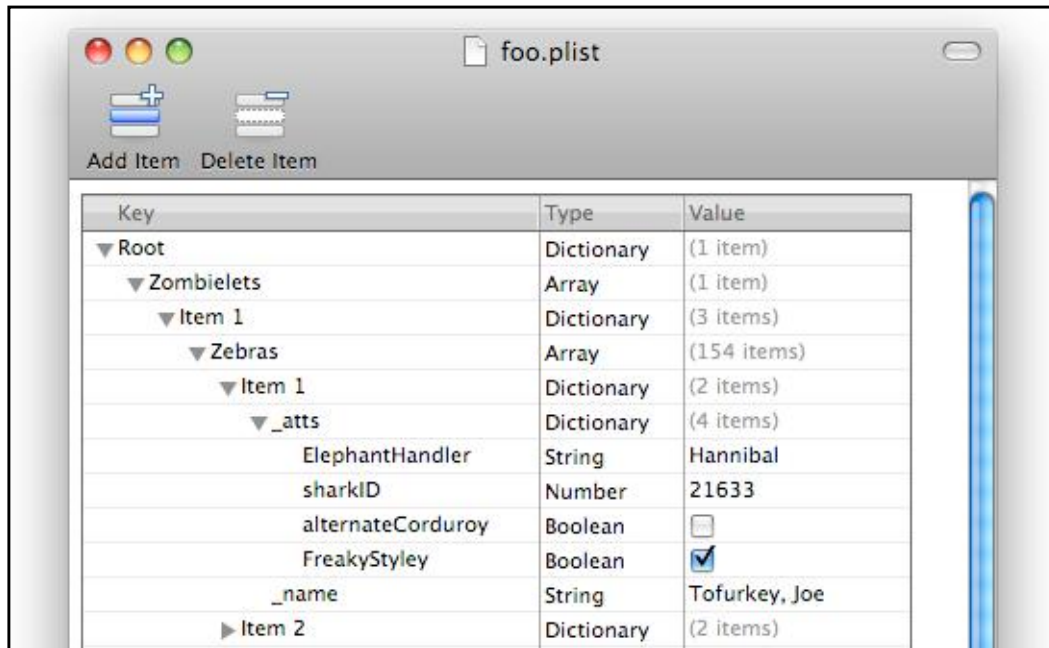 foo.plist
Add Item Delete Item
Key Type Value
Root Dictionary (1 item)
Zombielets Array (1 item)
Item 1 Dictionary (3 items)
Zebras Array (154 items)
Item 1 Dictionary (2 items)
_atts Dictionary (4 items)
ElephantHandler String Hannibal
sharkID Number 21633
alternateCorduroy Boolean
FreakyStyley Boolean
_name String Tofurkey, Joe
Item 2 Dictionary (2 items)